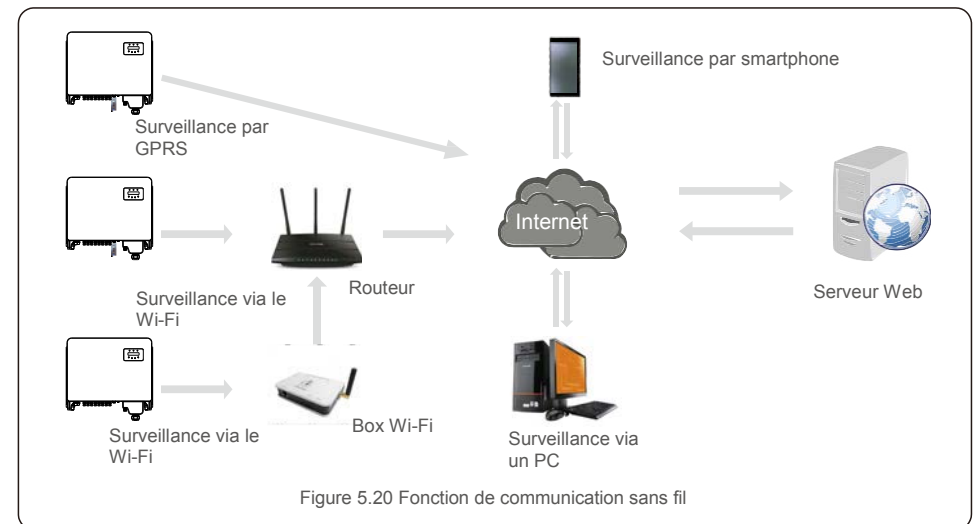 Surveillance par smartphone
Surveillance par
GPRS
Internet
Routeur
Serveur Web
Surveillance via le
Wi-Fi
Box Wi-Fi
Surveillance via le
Wi-Fi
Surveillance via
un PC
Figure 5.20 Fonction de communication sans fil